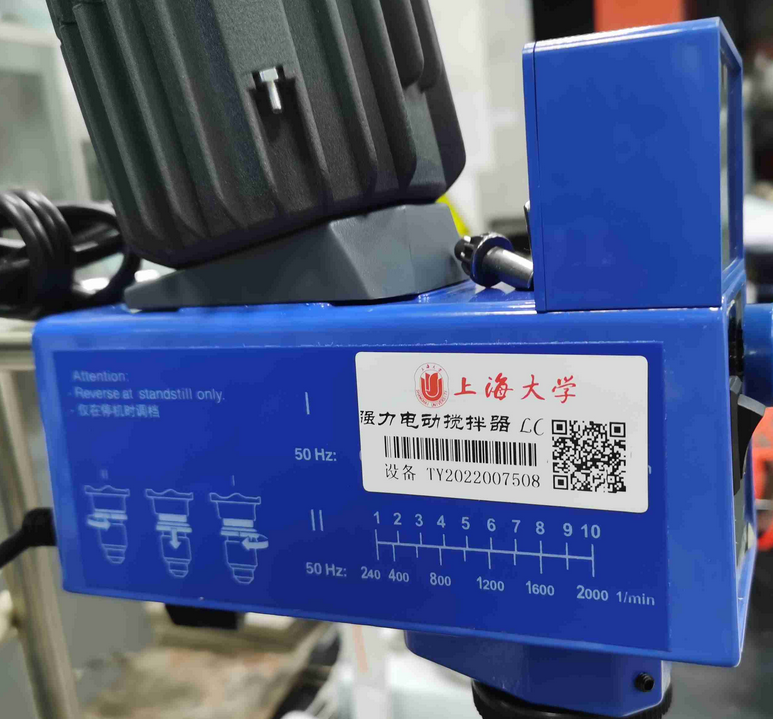 Attention:
- Reverse at standstill only.
- 仅在停机时调档
I
50 Hz:
上海大学
强力电动搅拌器 LC
设备 TY2022007508
II
1 2 3 4 5 6 7 8 9 10
50 Hz:
240 400 800 1200 1600 2000 1/min
II
I